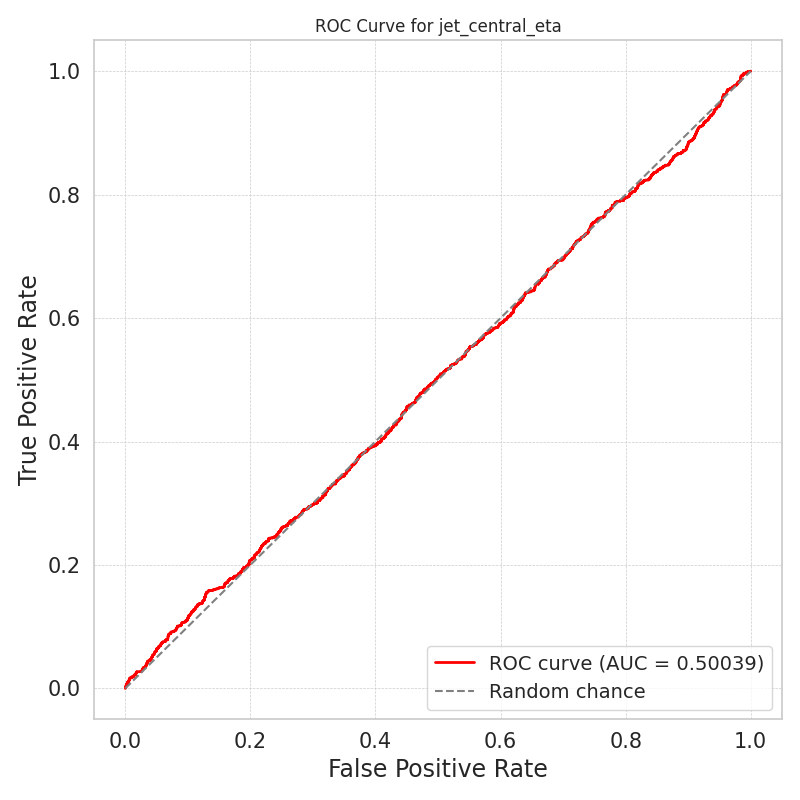 ROC Curve for jet_central_eta
True Positive Rate
1.0
0.8
0.6
0.4
0.2
0.0
ROC curve (AUC = 0.50039)
Random chance
0.0 0.2 0.4 0.6 0.8 1.0
False Positive Rate